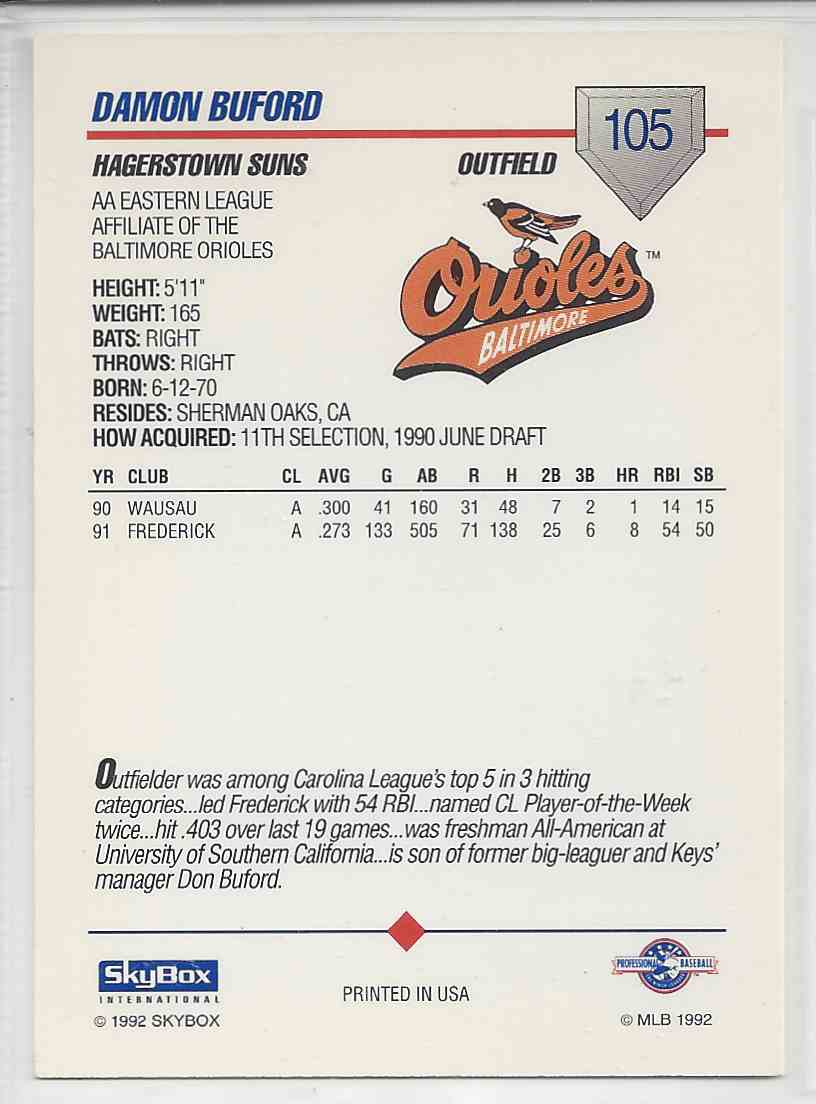 DAMON BUFORD
105
HAGERSTOWN SUNS OUTFIELD
AA EASTERN LEAGUE
AFFILIATE OF THE
BALTIMORE ORIOLES
Orioles ™
BALTIMORE
HEIGHT: 5'11"
WEIGHT: 165
BATS: RIGHT
THROWS: RIGHT
BORN: 6-12-70
RESIDES: SHERMAN OAKS, CA
HOW ACQUIRED: 11TH SELECTION, 1990 JUNE DRAFT
YR CLUB CL AVG G AB R H 2B 3B HR RBI SB
90 WAUSAU A .300 41 160 31 48 7 2 1 14 15
91 FREDERICK A .273 133 505 71 138 25 6 8 54 50
Outfielder was among Carolina League's top 5 in 3 hitting
categories...led Frederick with 54 RBI...named CL Player-of-the-Week
twice...hit .403 over last 19 games...was freshman All-American at
University of Southern California...is son of former big-leaguer and Keys'
manager Don Buford.
SkyBox
INTERNATIONAL
© 1992 SKYBOX
PRINTED IN USA
PROFESSIONAL BASEBALL
© MLB 1992